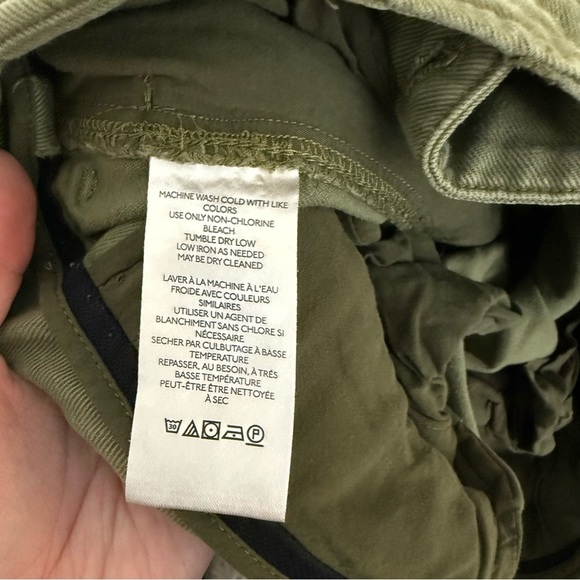 MACHINE WASH COLD WITH LIKE
COLORS
USE ONLY NON-CHLORINE
BLEACH
TUMBLE DRY LOW
LOW IRON AS NEEDED
MAY BE DRY CLEANED
LAVER À LA MACHINE À L'EAU
FROIDE AVEC COULEURS
SIMILAIRES
UTILISER UN AGENT DE
BLANCHIMENT SANS CHLORE SI
NÉCESSAIRE
SECHER PAR CULBUTAGE À BASSE
TEMPERATURE
REPASSER, AU BESOIN, À TRÉS
BASSE TEMPÉRATURE
PEUT-ÊTRE ÊTRE NETTOYÉE
À SEC
30 P